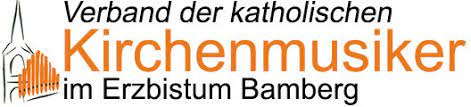 Verband der katholischen
Kirchenmusiker
im Erzbistum Bamberg